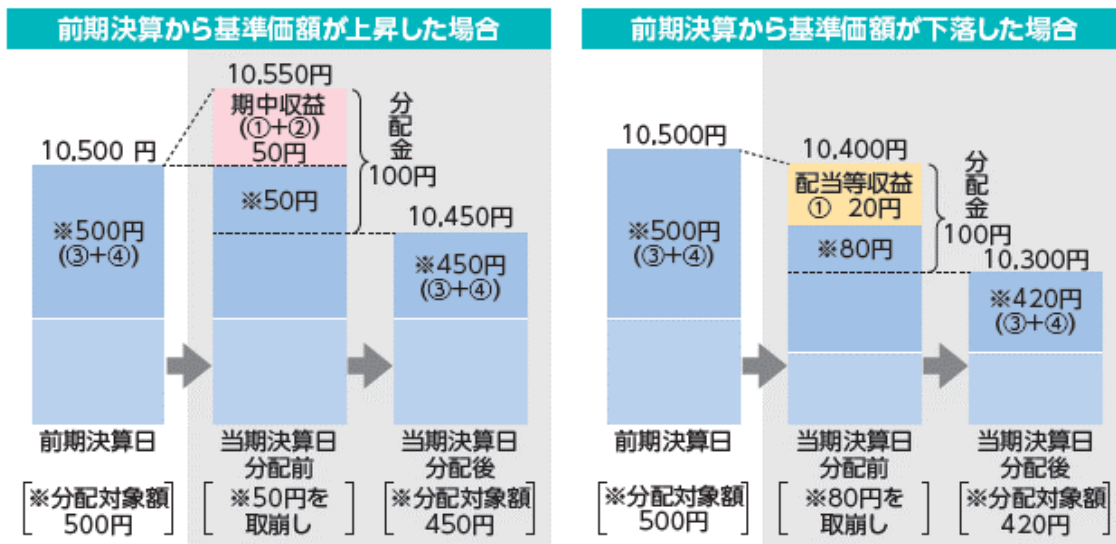 前期決算から基準価額が上昇した場合
10,550円
期中収益
(①+②)
50円
分配金
100円
10,500 円
※500円
(③+④)
※50円
10,450円
※450円
(③+④)
前期決算日
当期決算日
分配前
当期決算日
分配後
※分配対象額
500円
※50円を
取崩し
※分配対象額
450円
前期決算から基準価額が下落した場合
10,500円
10,400円
配当等収益
① 20円
分配金
100円
※500円
(③+④)
※80円
10,300円
※420円
(③+④)
前期決算日
当期決算日
分配前
当期決算日
分配後
※分配対象額
500円
※80円を
取崩し
※分配対象額
420円